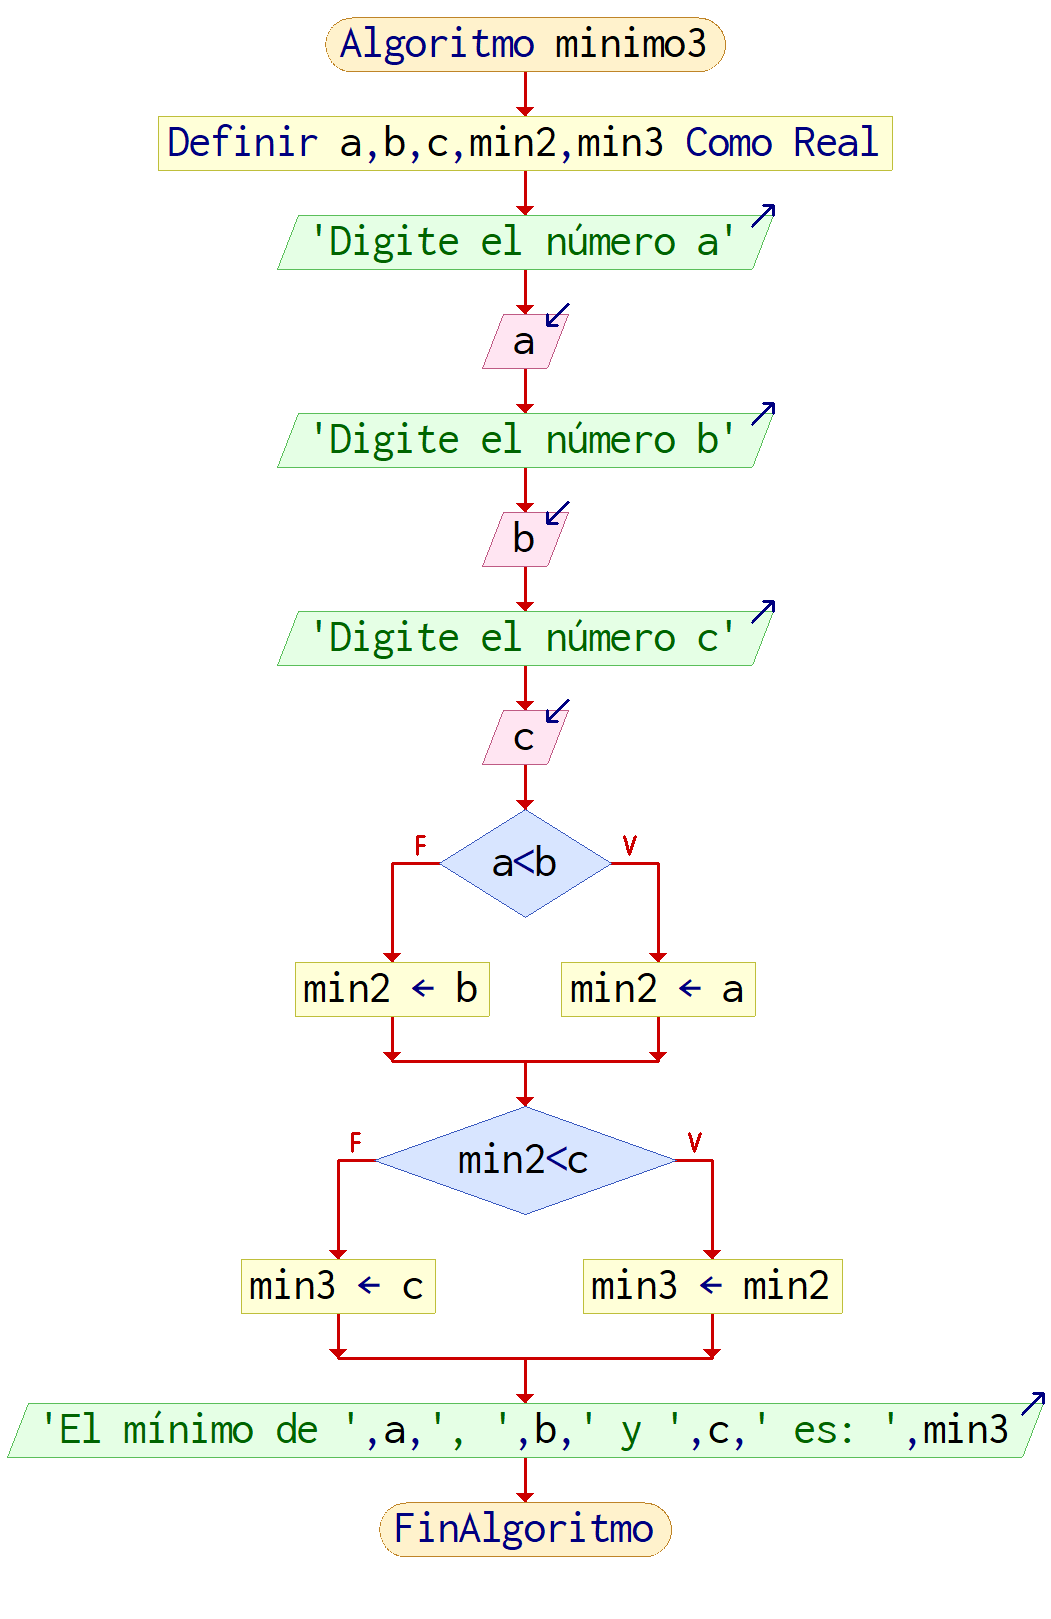 Algoritmo minimo3
Definir a,b,c,min2,min3 Como Real
'Digite el número a'
a
'Digite el número b'
b
'Digite el número c'
c
F
V
a<b
min2 ← b
min2 ← a
F
V
min2<c
min3 ← c
min3 ← min2
'El mínimo de ',a,', ',b,' y ',c,' es: ',min3
FinAlgoritmo